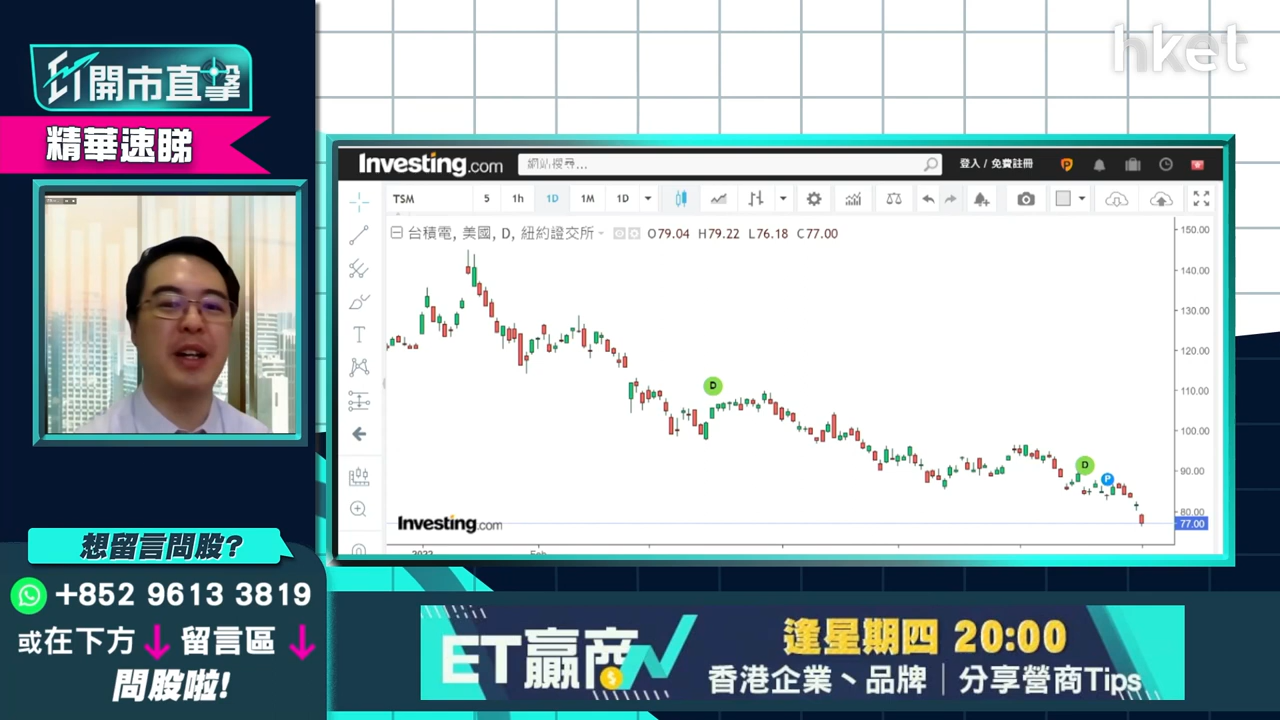 hket
ET開市直擊
精華速睇
Investing.com
網站搜尋...
登入 / 免費註冊
TSM
5
1h
1D
1M
1D
台積電, 美國, D, 紐約證交所
O79.04 H79.22 L76.18 C77.00
150.00
140.00
130.00
120.00
110.00
100.00
90.00
80.00
77.00
D
D
P
Investing.com
2022
Feb
想留言問股?
+852 9613 3819
或在下方↓留言區↓
問股啦!
ET贏商
逢星期四 20:00
香港企業、品牌｜分享營商Tips